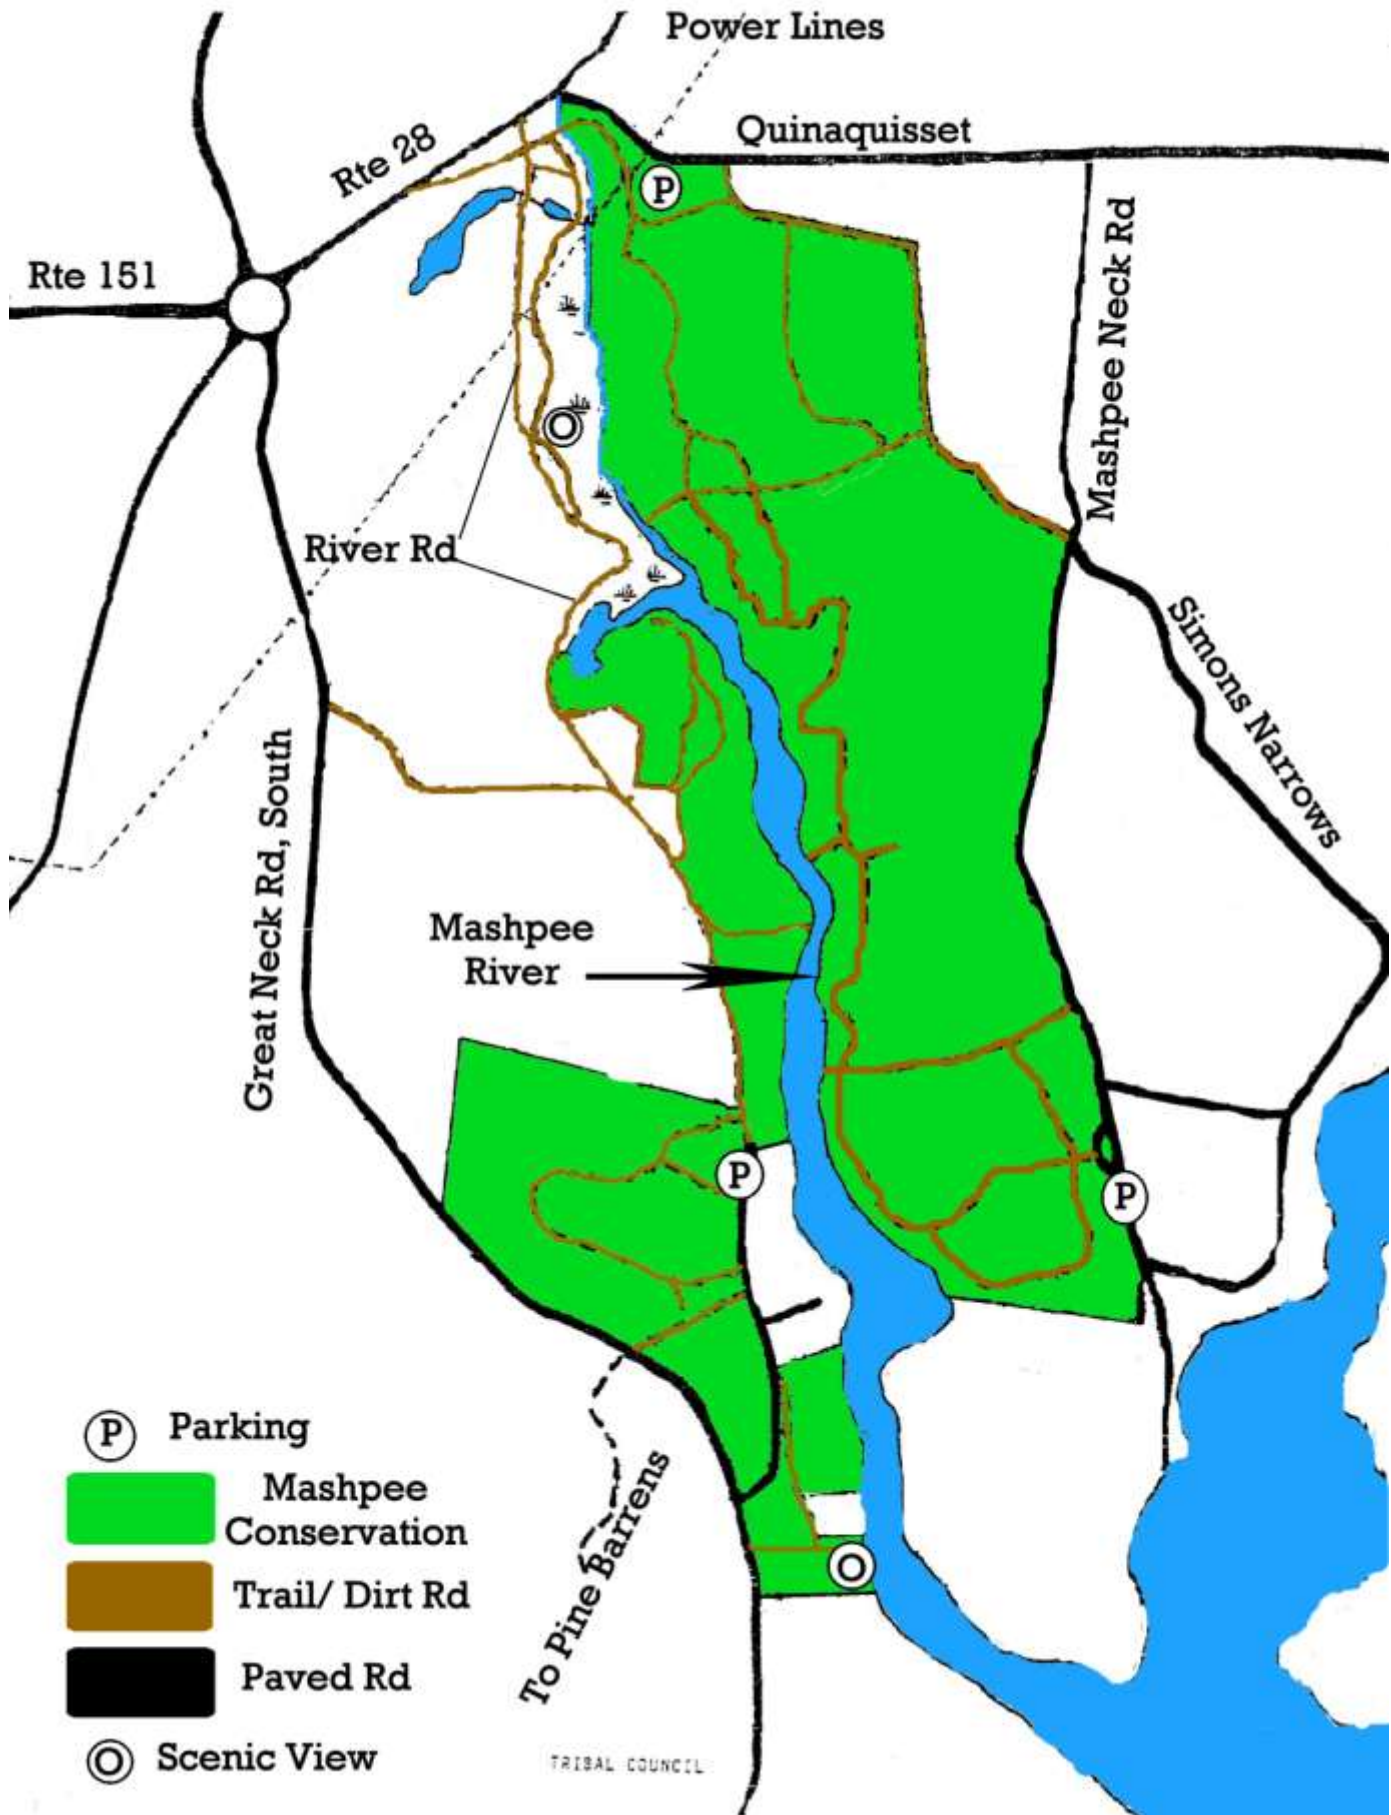 Power Lines
Quinaquisset
Rte 28
P
Rte 151
Mashpee Neck Rd
River Rd
Simons Narrows
Great Neck Rd, South
Mashpee
River
P
P
P Parking
Mashpee
Conservation
Trail/ Dirt Rd
Paved Rd
Scenic View
To Pine Barrens
TRIBAL COUNCIL